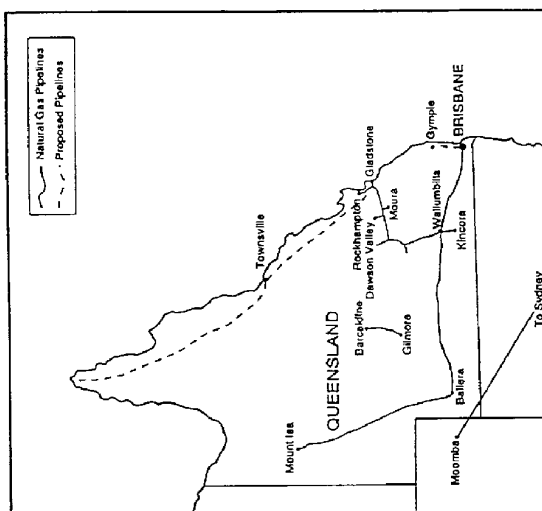 Natural Gas Pipelines
Proposed Pipelines
Townsville
Rockhampton
Gladstone
Dawson Valley
Moura
Gympie
BRISBANE
Wallumbilla
Kincora
Barcaldine
Gilmore
QUEENSLAND
Mount Isa
Ballera
Moomba
To Sydney